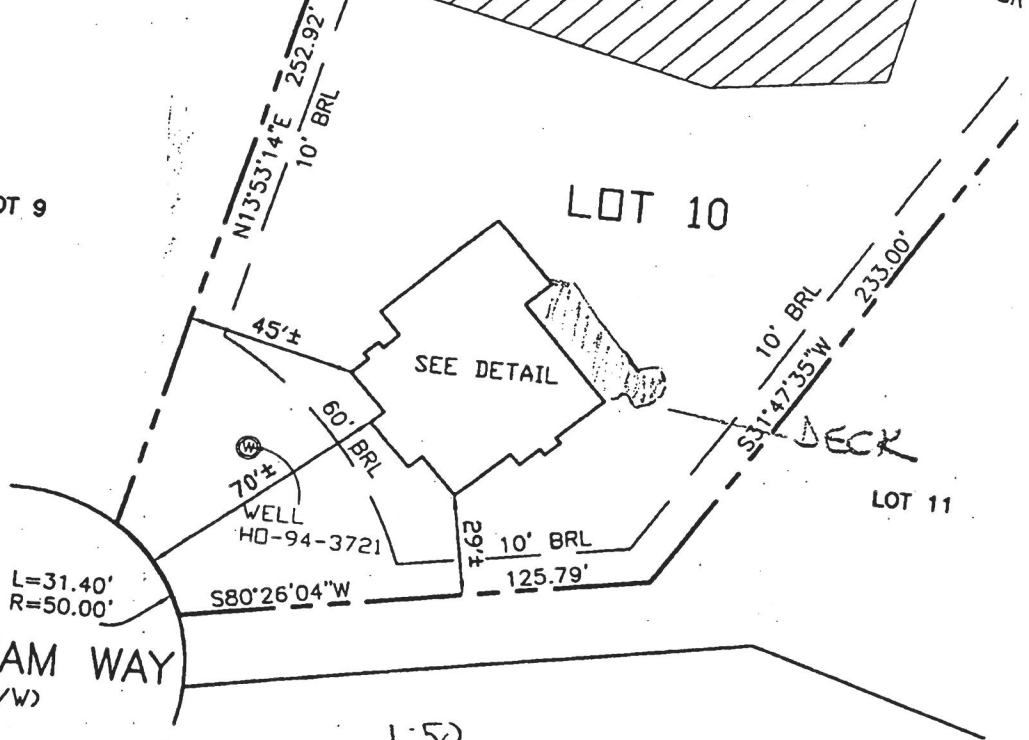 N13°53'14"E 252.92'
10' BRL
OT 9
LOT 10
233.00'
10' BRL
S31°47'35"W
45'±
SEE DETAIL
60' BRL
DECK
70'±
LOT 11
WELL
HO-94-3721
29'±
10' BRL
125.79'
L=31.40'
R=50.00'
S80°26'04"W
AM WAY
/W)